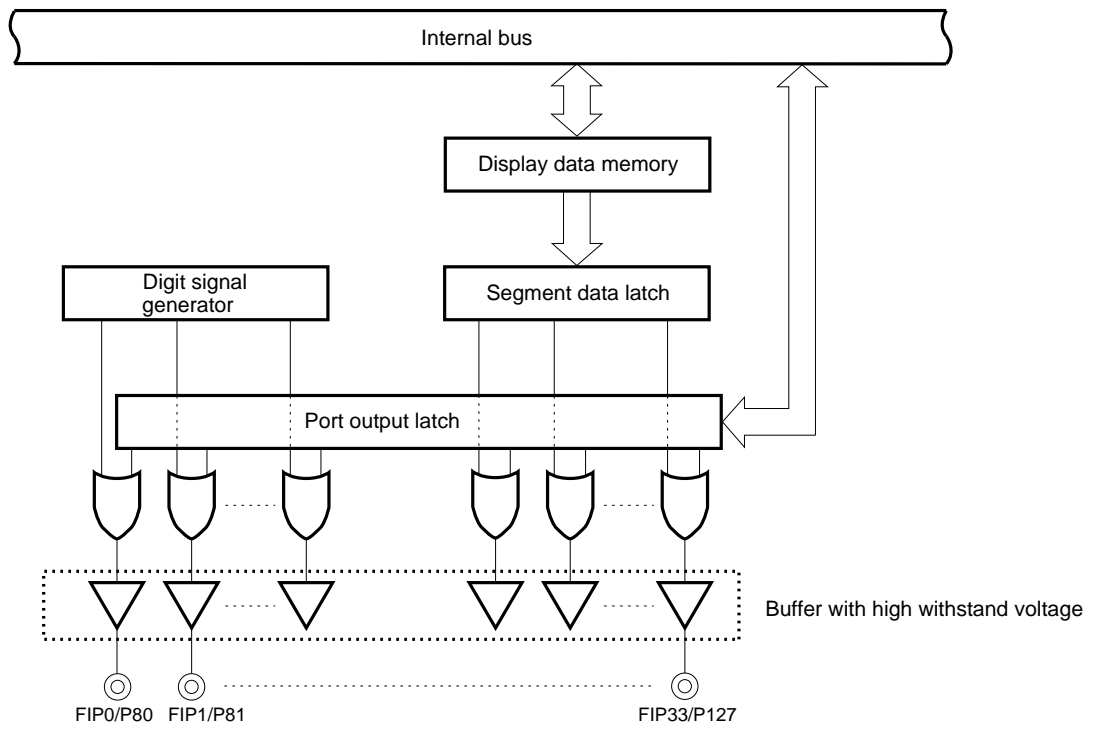 Internal bus
Display data memory
Digit signal
generator
Segment data latch
Port output latch
Buffer with high withstand voltage
FIP0/P80
FIP1/P81
FIP33/P127